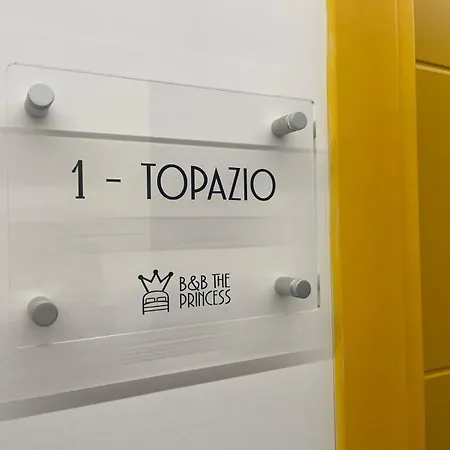 1 - TOPAZIO
B&B THE
PRINCESS